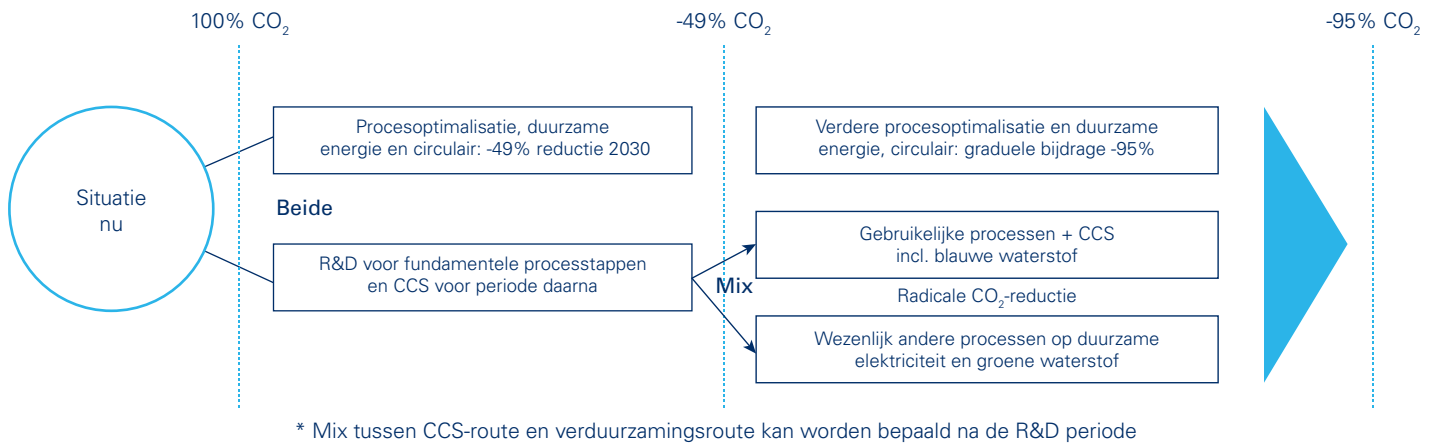 100% CO2
-49% CO2
-95% CO2
Situatie
nu
Procesoptimalisatie, duurzame
energie en circulair: -49% reductie 2030
Beide
R&D voor fundamentele processtappen
en CCS voor periode daarna
Verdere procesoptimalisatie en duurzame
energie, circulair: graduele bijdrage -95%
Mix
Gebruikelijke processen + CCS
incl. blauwe waterstof
Radicale CO2-reductie
Wezenlijk andere processen op duurzame
elektriciteit en groene waterstof
* Mix tussen CCS-route en verduurzamingsroute kan worden bepaald na de R&D periode